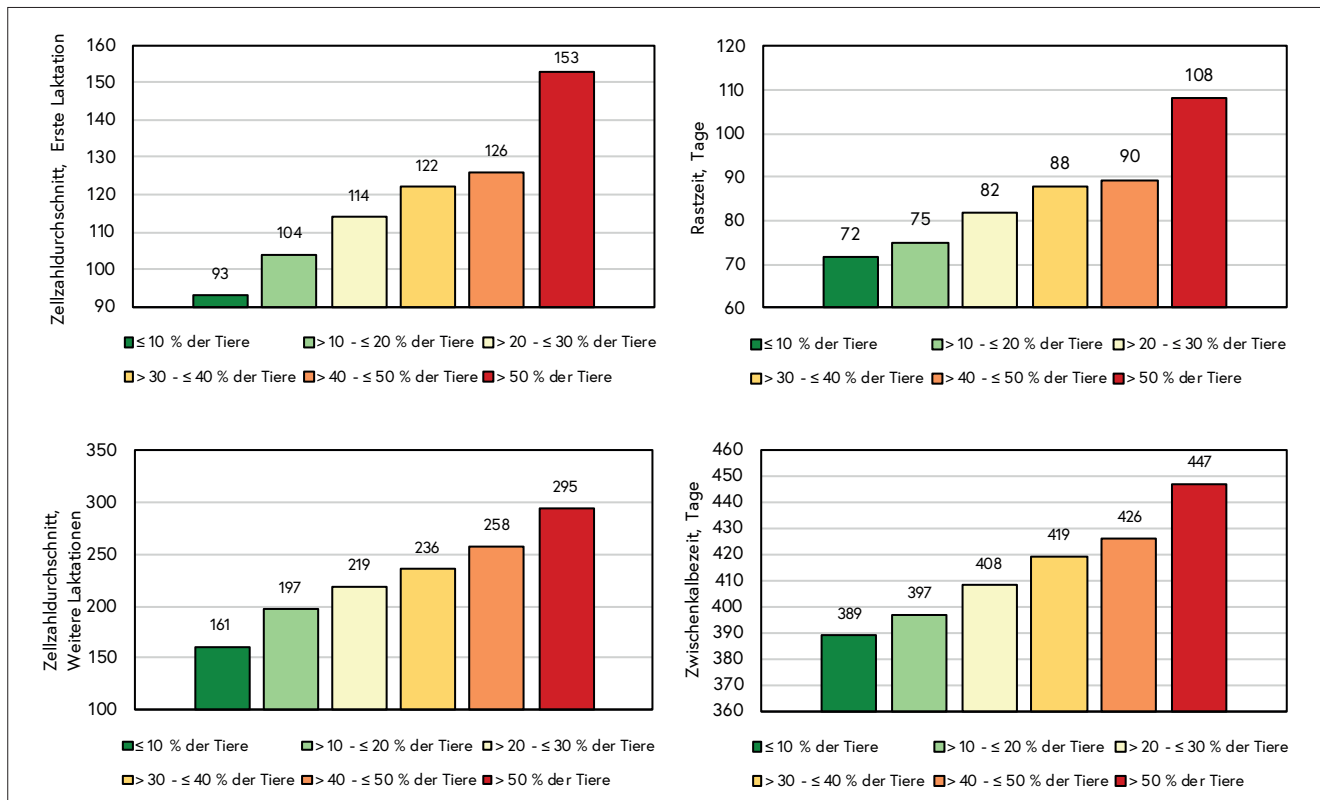 Zellzahldurchschnitt, Erste Laktation
160
150
140
130
120
110
100
90
93
104
114
122
126
153
≤ 10 % der Tiere
> 10 - ≤ 20 % der Tiere
> 20 - ≤ 30 % der Tiere
> 30 - ≤ 40 % der Tiere
> 40 - ≤ 50 % der Tiere
> 50 % der Tiere
Rastzeit, Tage
120
110
100
90
80
70
60
72
75
82
88
90
108
≤ 10 % der Tiere
> 10 - ≤ 20 % der Tiere
> 20 - ≤ 30 % der Tiere
> 30 - ≤ 40 % der Tiere
> 40 - ≤ 50 % der Tiere
> 50 % der Tiere
Zellzahldurchschnitt,
Weitere Laktationen
350
300
250
200
150
100
161
197
219
236
258
295
≤ 10 % der Tiere
> 10 - ≤ 20 % der Tiere
> 20 - ≤ 30 % der Tiere
> 30 - ≤ 40 % der Tiere
> 40 - ≤ 50 % der Tiere
> 50 % der Tiere
Zwischenkalbezeit, Tage
460
450
440
430
420
410
400
390
380
370
360
389
397
408
419
426
447
≤ 10 % der Tiere
> 10 - ≤ 20 % der Tiere
> 20 - ≤ 30 % der Tiere
> 30 - ≤ 40 % der Tiere
> 40 - ≤ 50 % der Tiere
> 50 % der Tiere